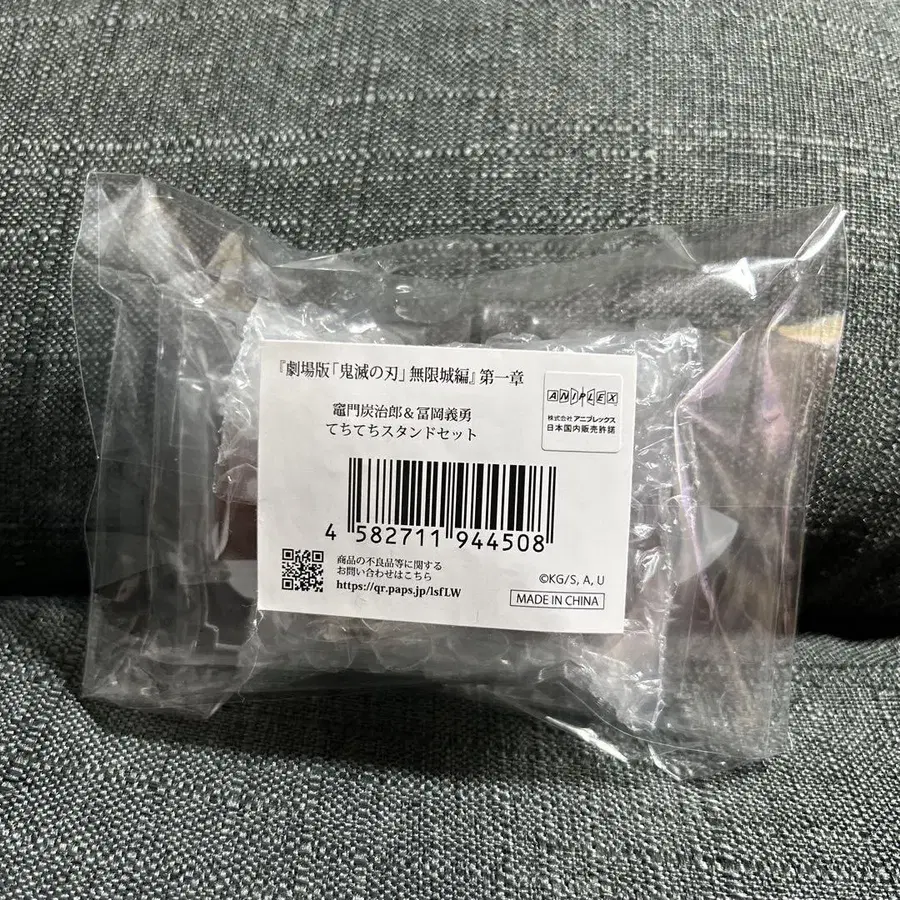 『劇場版「鬼滅の刃」無限城編』第一章
竈門炭治郎&冨岡義勇
てちてちスタンドセット
ANIPLEX
株式会社アニプレックス
日本国内販売許諾
4 582711 944508
商品の不良品等に関する
お問い合わせはこちら
https://qr.paps.jp/lsfLW
©KG/S, A, U
MADE IN CHINA